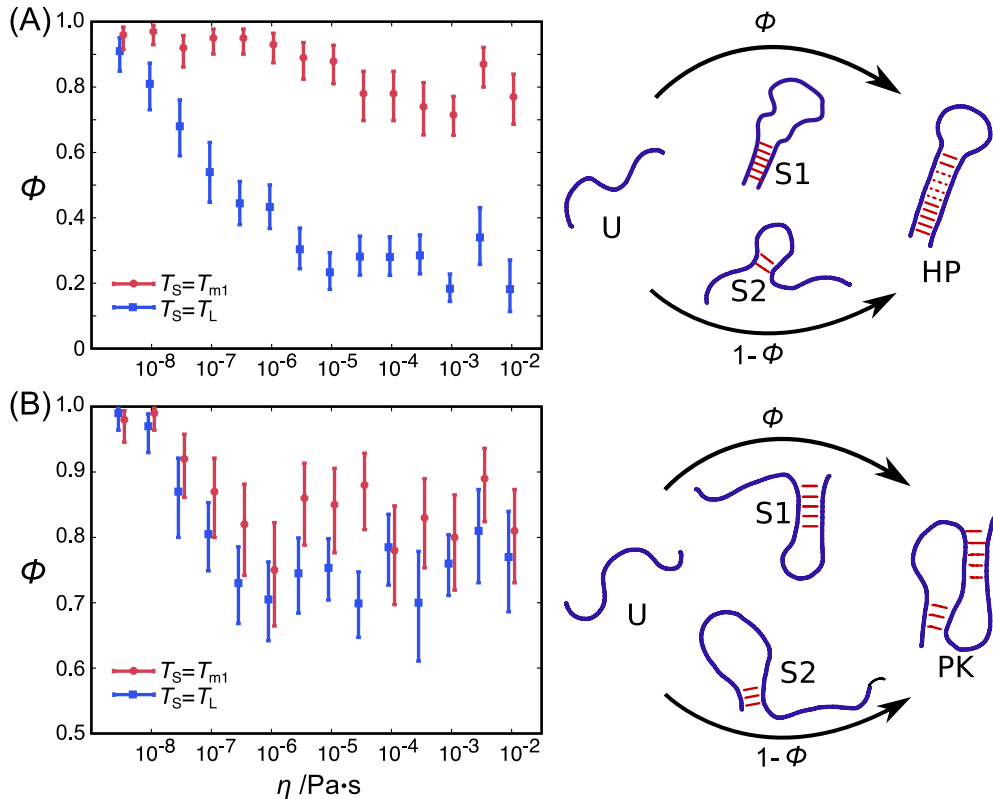 (A)
1.0
0.8
0.6
0.4
0.2
0
Φ
T_S=T_m1
T_S=T_L
10⁻⁸ 10⁻⁷ 10⁻⁶ 10⁻⁵ 10⁻⁴ 10⁻³ 10⁻²
Φ
S1
U
S2
HP
1-Φ
(B)
1.0
0.9
0.8
0.7
0.6
0.5
Φ
T_S=T_m1
T_S=T_L
10⁻⁸ 10⁻⁷ 10⁻⁶ 10⁻⁵ 10⁻⁴ 10⁻³ 10⁻²
η /Pa·s
Φ
S1
U
S2
PK
1-Φ